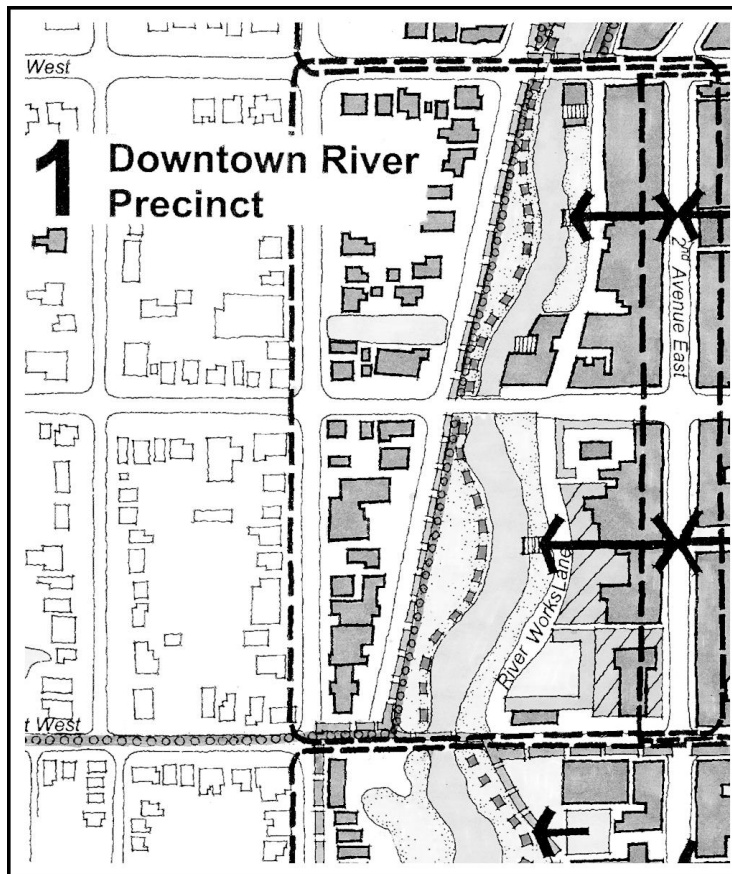 West
1 Downtown River
Precinct
2nd Avenue East
River Works Lane
t West